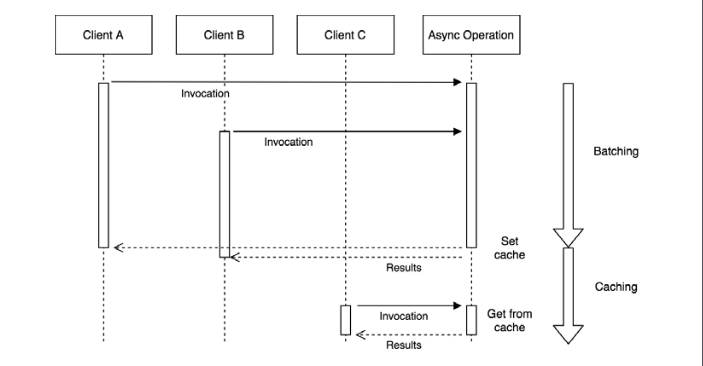 Client A
Client B
Client C
Async Operation
Invocation
Invocation
Batching
Set
cache
Results
Caching
Invocation
Get from
cache
Results